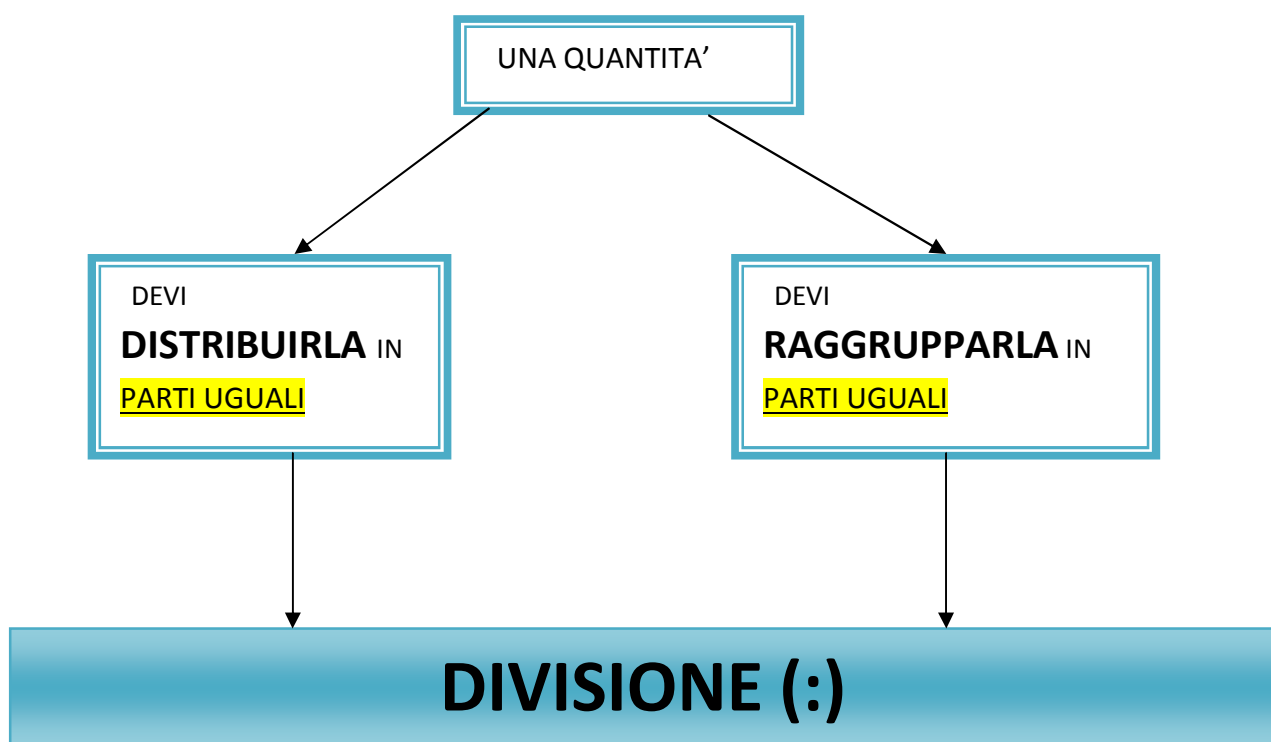 UNA QUANTITA’
DEVI
DISTRIBUIRLA IN
PARTI UGUALI
DEVI
RAGGRUPPARLA IN
PARTI UGUALI
DIVISIONE (:)